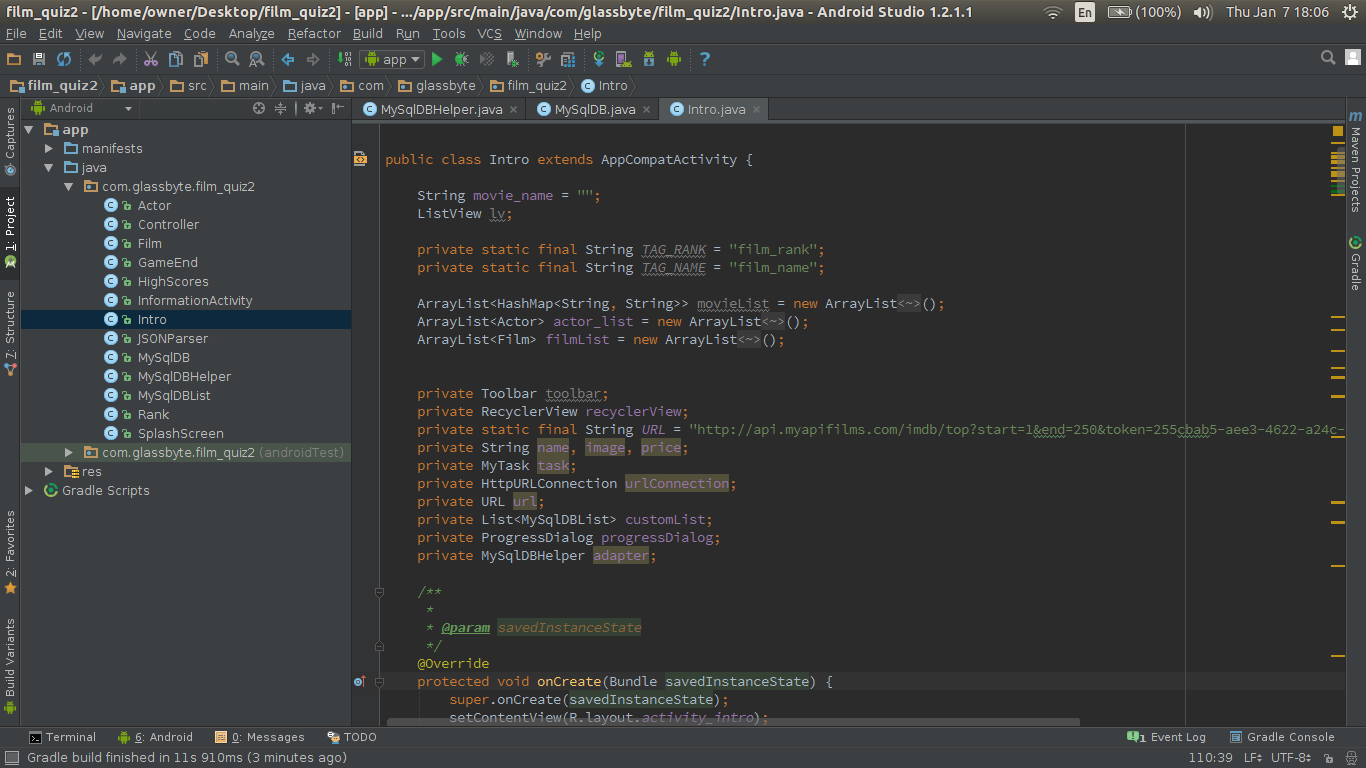 film_quiz2 - [/home/owner/Desktop/film_quiz2] - [app] - .../app/src/main/java/com/glassbyte/film_quiz2/Intro.java - Android Studio 1.2.1.1 En (100%) Thu Jan 7 18:06
File Edit View Navigate Code Analyze Refactor Build Run Tools VCS Window Help
app
film_quiz2 app src main java com glassbyte film_quiz2 Intro
Android
MySqlDBHelper.java MySqlDB.java Intro.java
app
manifests
java
com.glassbyte.film_quiz2
Actor
Controller
Film
GameEnd
HighScores
InformationActivity
Intro
JSONParser
MySqlDB
MySqlDBHelper
MySqlDBList
Rank
SplashScreen
com.glassbyte.film_quiz2 (androidTest)
res
Gradle Scripts
Captures
1: Project
7: Structure
2: Favorites
Build Variants
public class Intro extends AppCompatActivity {
String movie_name = "";
ListView lv;
private static final String TAG_RANK = "film_rank";
private static final String TAG_NAME = "film_name";
ArrayList<HashMap<String, String>> movieList = new ArrayList<~>();
ArrayList<Actor> actor_list = new ArrayList<~>();
ArrayList<Film> filmList = new ArrayList<~>();
private Toolbar toolbar;
private RecyclerView recyclerView;
private static final String URL = "http://api.myapifilms.com/imdb/top?start=1&end=250&token=255cbab5-aee3-4622-a24c-
private String name, image, price;
private MyTask task;
private HttpURLConnection urlConnection;
private URL url;
private List<MySqlDBList> customList;
private ProgressDialog progressDialog;
private MySqlDBHelper adapter;
/**
*
* @param savedInstanceState
*/
@Override
protected void onCreate(Bundle savedInstanceState) {
super.onCreate(savedInstanceState);
setContentView(R.layout.activity_intro);
Maven Projects
Gradle
Terminal 6: Android 0: Messages TODO 1 Event Log Gradle Console
Gradle build finished in 11s 910ms (3 minutes ago) 110:39 LF UTF-8